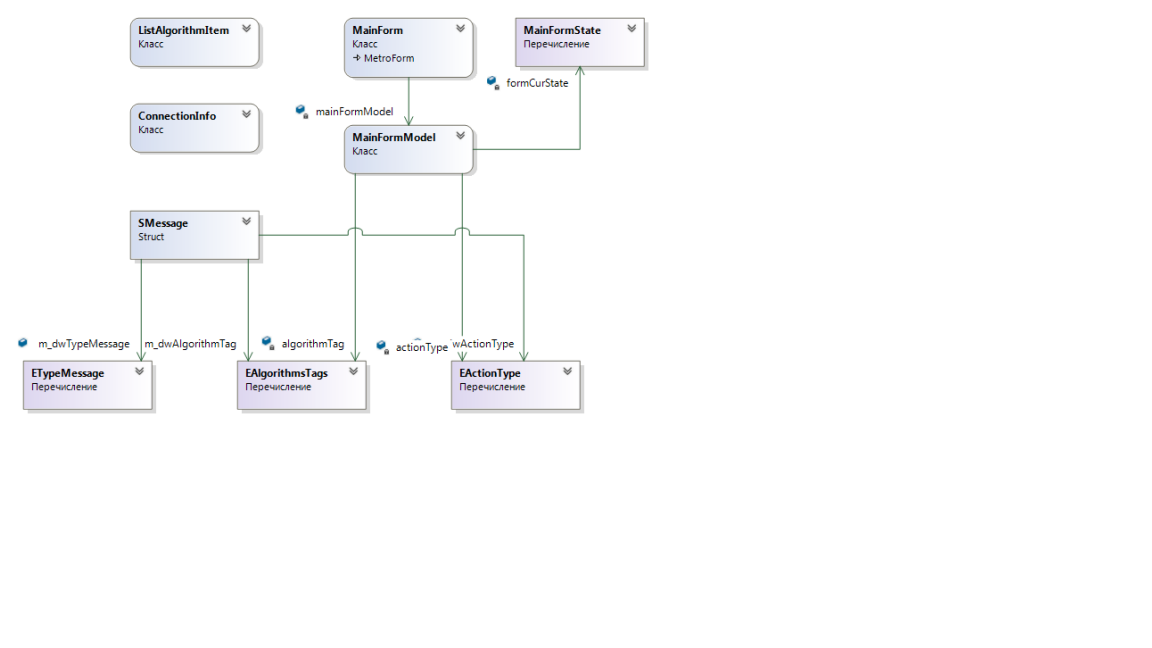 ListAlgorithmItem
Класс
MainForm
Класс
MetroForm
MainFormState
Перечисление
formCurState
ConnectionInfo
Класс
mainFormModel
MainFormModel
Класс
SMessage
Struct
m_dwTypeMessage
m_dwAlgorithmTag
algorithmTag
actionType
wActionType
ETypeMessage
Перечисление
EAlgorithmsTags
Перечисление
EActionType
Перечисление